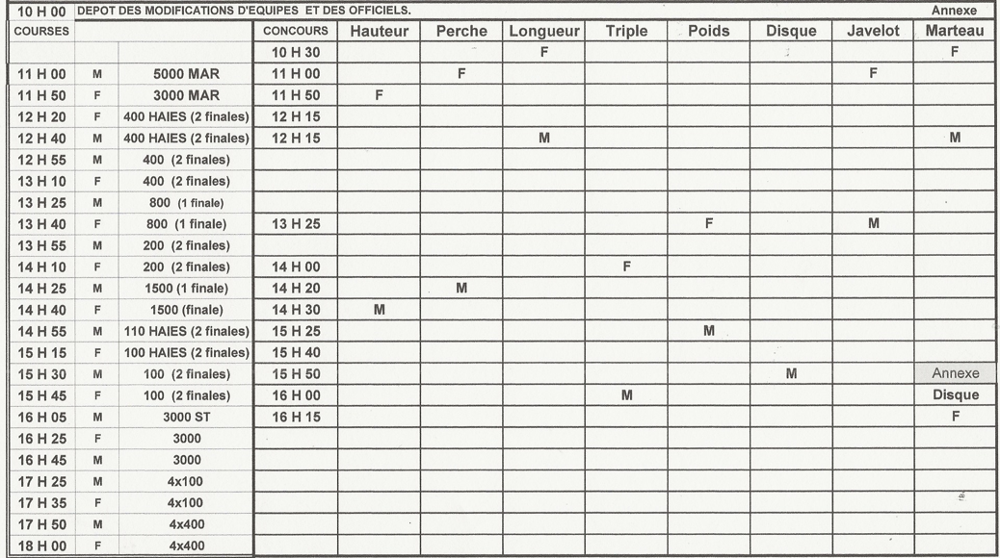 10 H 00 DEPOT DES MODIFICATIONS D'EQUIPES ET DES OFFICIELS. Annexe
COURSES CONCOURS Hauteur Perche Longueur Triple Poids Disque Javelot Marteau
10 H 30 F F
11 H 00 M 5000 MAR 11 H 00 F F
11 H 50 F 3000 MAR 11 H 50 F
12 H 20 F 400 HAIES (2 finales) 12 H 15
12 H 40 M 400 HAIES (2 finales) 12 H 15 M M
12 H 55 M 400 (2 finales)
13 H 10 F 400 (2 finales)
13 H 25 M 800 (1 finale)
13 H 40 F 800 (1 finale) 13 H 25 F M
13 H 55 M 200 (2 finales)
14 H 10 F 200 (2 finales) 14 H 00 F
14 H 25 M 1500 (1 finale) 14 H 20 M
14 H 40 F 1500 (finale) 14 H 30 M
14 H 55 M 110 HAIES (2 finales) 15 H 25 M
15 H 15 F 100 HAIES (2 finales) 15 H 40
15 H 30 M 100 (2 finales) 15 H 50 M Annexe
15 H 45 F 100 (2 finales) 16 H 00 M Disque
16 H 05 M 3000 ST 16 H 15 F
16 H 25 F 3000
16 H 45 M 3000
17 H 25 M 4x100
17 H 35 F 4x100
17 H 50 M 4x400
18 H 00 F 4x400